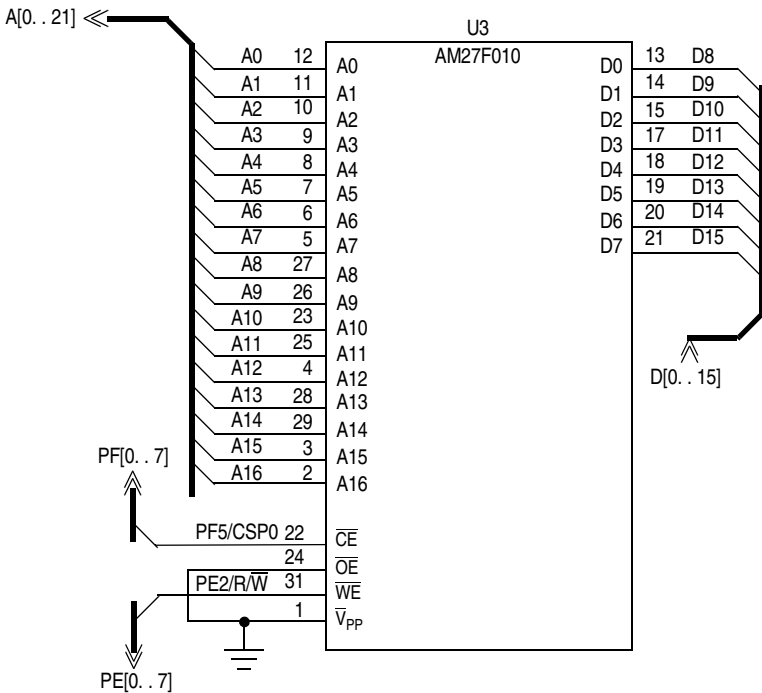 A[0. . 21]
U3
AM27F010
A0 12 A0 D0 13 D8
A1 11 A1 D1 14 D9
A2 10 A2 D2 15 D10
A3 9 A3 D3 17 D11
A4 8 A4 D4 18 D12
A5 7 A5 D5 19 D13
A6 6 A6 D6 20 D14
A7 5 A7 D7 21 D15
A8 27 A8
A9 26 A9
A10 23 A10
A11 25 A11
A12 4 A12
D[0. . 15]
A13 28 A13
A14 29 A14
A15 3 A15
PF[0. . 7]
A16 2 A16
PF5/CSP0 22 C̅E̅
24 O̅E̅
PE2/R/W̅ 31 W̅E̅
1 V̅PP
PE[0. . 7]